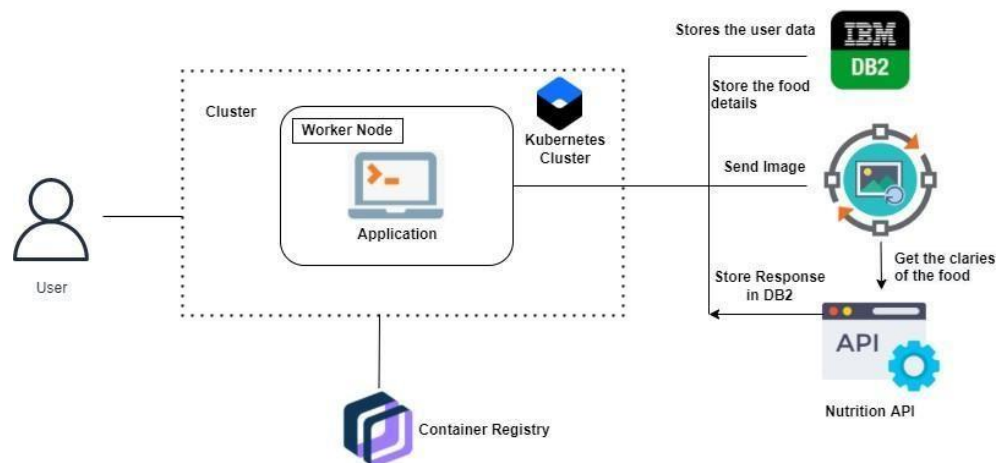 Stores the user data
IBM
DB2
Store the food
details
Cluster
Worker Node
Kubernetes
Cluster
Application
Send Image
User
Get the claries
of the food
Store Response
in DB2
API
Nutrition API
Container Registry